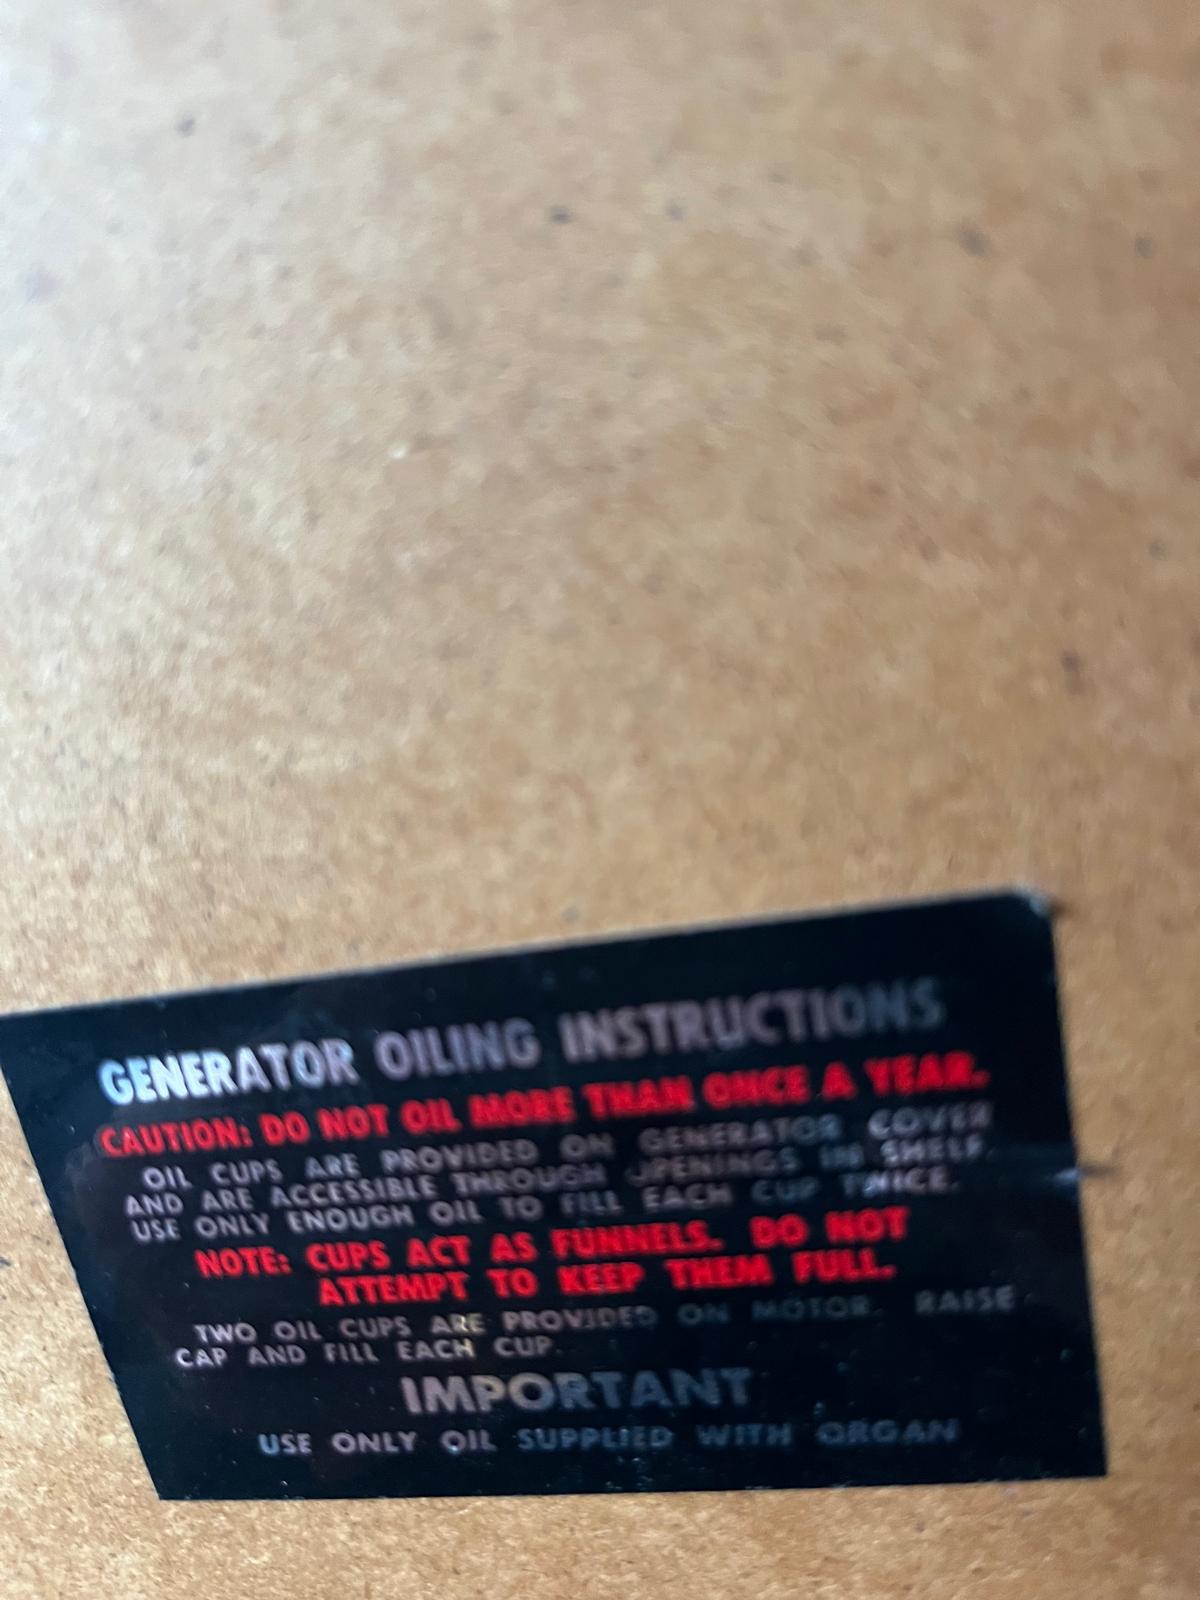 GENERATOR OILING INSTRUCTIONS
CAUTION: DO NOT OIL MORE THAN ONCE A YEAR.
OIL CUPS ARE PROVIDED ON GENERATOR COVER
AND ARE ACCESSIBLE THROUGH OPENINGS IN SHELF.
USE ONLY ENOUGH OIL TO FILL EACH CUP TWICE.
NOTE: CUPS ACT AS FUNNELS. DO NOT
ATTEMPT TO KEEP THEM FULL.
TWO OIL CUPS ARE PROVIDED ON MOTOR. RAISE
CAP AND FILL EACH CUP.
IMPORTANT
USE ONLY OIL SUPPLIED WITH ORGAN